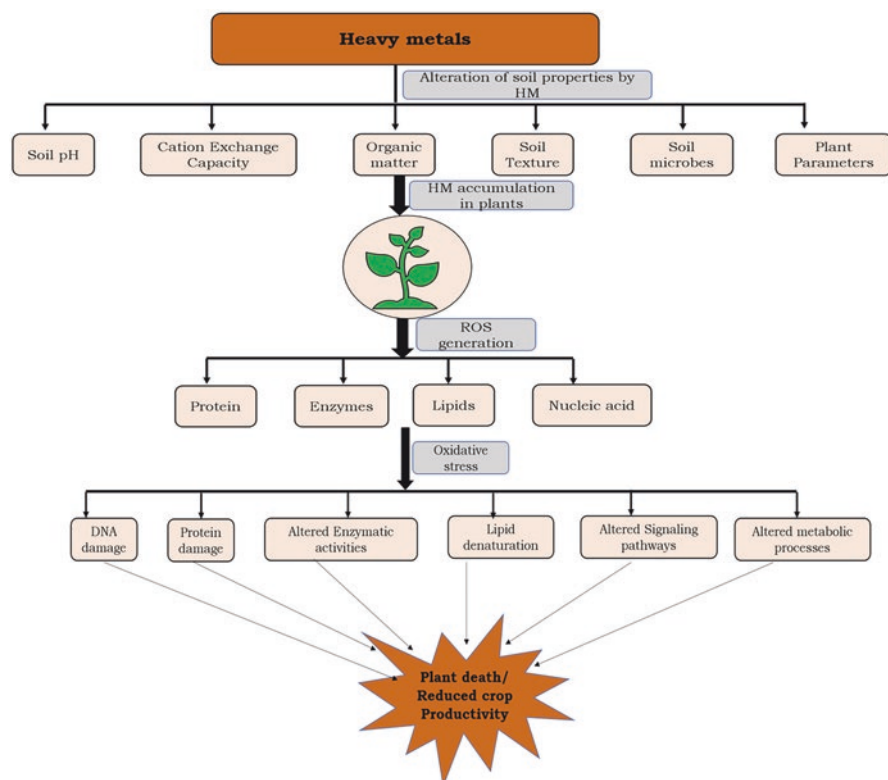 Heavy metals
Alteration of soil properties by
HM
Soil pH
Cation Exchange
Capacity
Organic
matter
Soil
Texture
Soil
microbes
Plant
Parameters
HM accumulation
in plants
ROS
generation
Protein
Enzymes
Lipids
Nucleic acid
Oxidative
stress
DNA
damage
Protein
damage
Altered Enzymatic
activities
Lipid
denaturation
Altered Signaling
pathways
Altered metabolic
processes
Plant death/
Reduced crop
Productivity